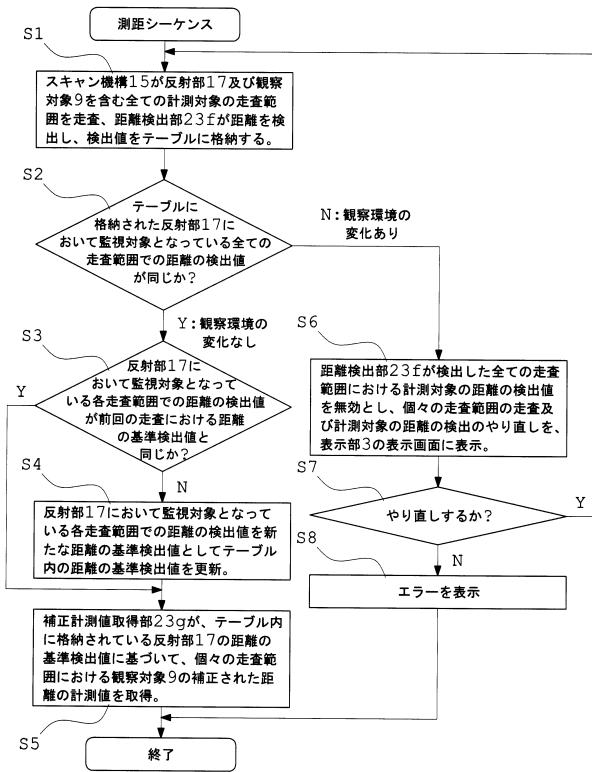 測距シーケンス
S1
スキャン機構15が反射部17及び観察
対象9を含む全ての計測対象の走査範
囲を走査、距離検出部23fが距離を検
出し、検出値をテーブルに格納する。
S2
テーブルに
格納された反射部17に
おいて監視対象となっている全ての
走査範囲での距離の検出値
が同じか?
N:観察環境の
変化あり
Y:観察環境の
変化なし
S3
反射部17に
おいて監視対象となって
いる各走査範囲での距離の検出値
が前回の走査における距離
の基準検出値と
同じか?
Y
N
S4
反射部17において監視対象となって
いる各走査範囲での距離の検出値を新
たな距離の基準検出値としてテーブル
内の距離の基準検出値を更新。
補正計測値取得部23gが、テーブル内
に格納されている反射部17の距離の
基準検出値に基づいて、個々の走査範
囲における観察対象9の補正された距
離の計測値を取得。
S5
終了
S6
距離検出部23fが検出した全ての走査
範囲における計測対象の距離の検出値
を無効とし、個々の走査範囲の走査及
び計測対象の距離の検出のやり直しを、
表示部3の表示画面に表示。
S7
やり直しするか?
Y
N
S8
エラーを表示